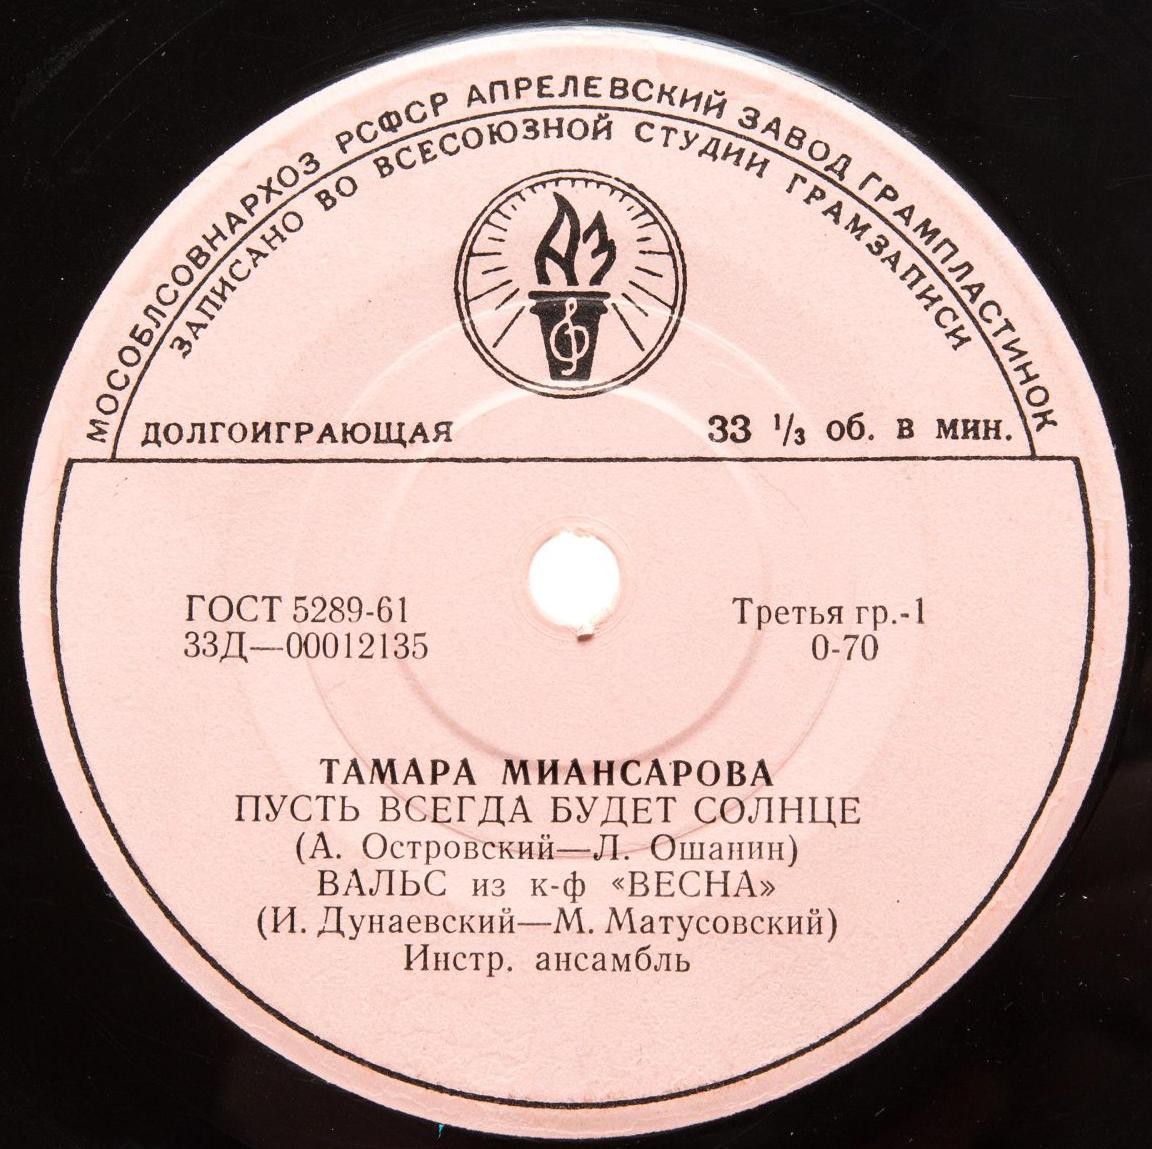 МОСОБЛСОВНАРХОЗ РСФСР АПРЕЛЕВСКИЙ ЗАВОД ГРАМПЛАСТИНОК
ЗАПИСАНО ВО ВСЕСОЮЗНОЙ СТУДИИ ГРАМЗАПИСИ
АЗ
ДОЛГОИГРАЮЩАЯ 33 1/3 об. в мин.
ГОСТ 5289-61 Третья гр.-1
33Д—00012135 0-70
ТАМАРА МИАНСАРОВА
ПУСТЬ ВСЕГДА БУДЕТ СОЛНЦЕ
(А. Островский—Л. Ошанин)
ВАЛЬС из к-ф «ВЕСНА»
(И. Дунаевский—М. Матусовский)
Инстр. ансамбль